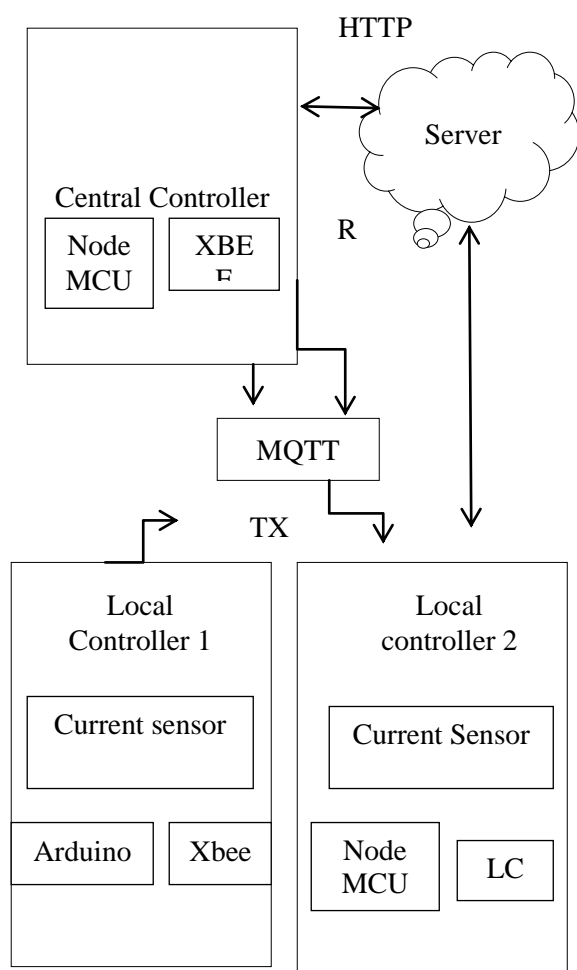 HTTP
Server
Central Controller
Node
MCU
XBE
E
R
MQTT
TX
Local
Controller 1
Current sensor
Arduino
Xbee
Local
controller 2
Current Sensor
Node
MCU
LC